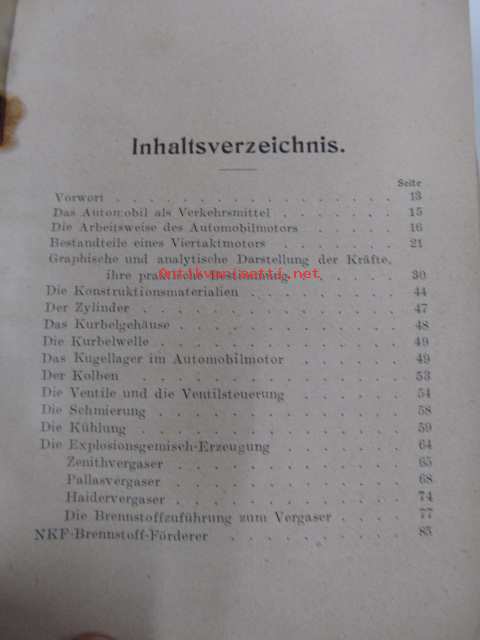 Inhaltsverzeichnis.
Seite
Vorwort . . . . . . . . . . . . . . . . 13
Das Automobil als Verkehrsmittel . . . . . . . 15
Die Arbeitsweise des Automobilmotors . . . . . 16
Bestandteile eines Viertaktmotors . . . . . . . 21
Graphische und analytische Darstellung der Kräfte,
ihre praktische Bestimmung . . . . . 30
antikvariaatti.net
Die Konstruktionsmaterialien . . . . . . . . . 44
Der Zylinder . . . . . . . . . . . . . . 47
Das Kurbelgehäuse . . . . . . . . . . . . 48
Die Kurbelwelle . . . . . . . . . . . . . 49
Das Kugellager im Automobilmotor . . . . . . 49
Der Kolben . . . . . . . . . . . . . . . 53
Die Ventile und die Ventilsteuerung . . . . . . 54
Die Schmierung . . . . . . . . . . . . . 58
Die Kühlung . . . . . . . . . . . . . . 59
Die Explosionsgemisch-Erzeugung . . . . . . . 64
Zenithvergaser . . . . . . . . . . . . 65
Pallasvergaser . . . . . . . . . . . . 68
Haidervergaser . . . . . . . . . . . . 74
Die Brennstoffzuführung zum Vergaser . . . . 77
NKF-Brennstoff-Förderer . . . . . . . . . . 85